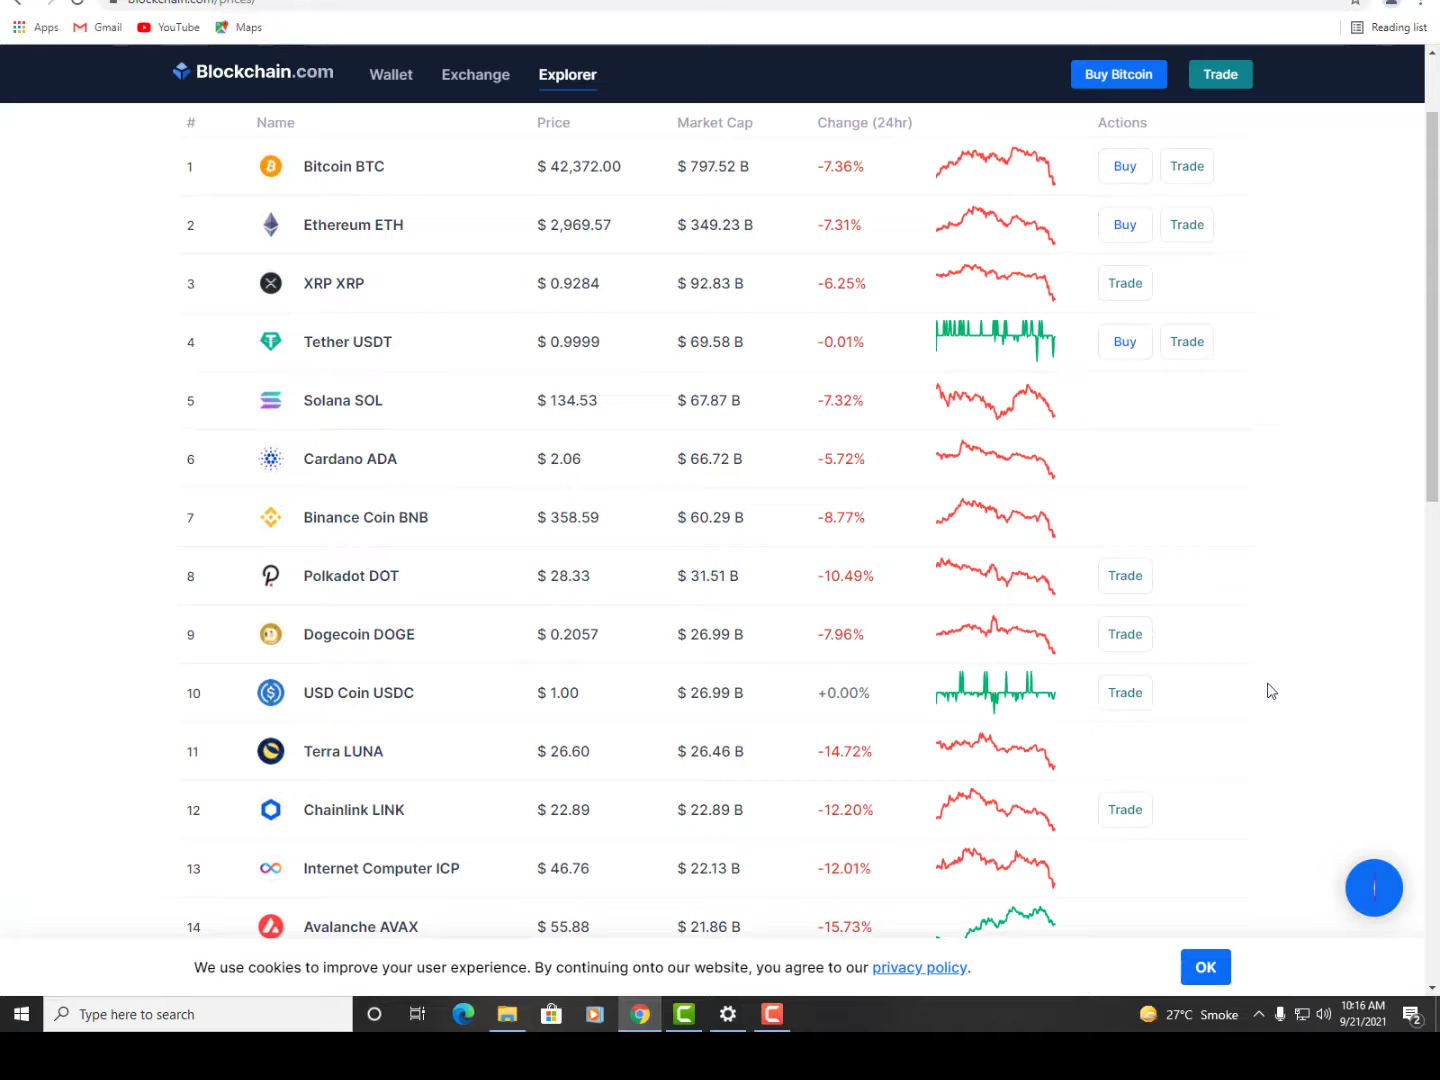 blockchain.com/prices/
Apps Gmail YouTube Maps Reading list
Blockchain.com Wallet Exchange Explorer Buy Bitcoin Trade
# Name Price Market Cap Change (24hr) Actions
1 Bitcoin BTC $ 42,372.00 $ 797.52 B -7.36% Buy Trade
2 Ethereum ETH $ 2,969.57 $ 349.23 B -7.31% Buy Trade
3 XRP XRP $ 0.9284 $ 92.83 B -6.25% Trade
4 Tether USDT $ 0.9999 $ 69.58 B -0.01% Buy Trade
5 Solana SOL $ 134.53 $ 67.87 B -7.32%
6 Cardano ADA $ 2.06 $ 66.72 B -5.72%
7 Binance Coin BNB $ 358.59 $ 60.29 B -8.77%
8 Polkadot DOT $ 28.33 $ 31.51 B -10.49% Trade
9 Dogecoin DOGE $ 0.2057 $ 26.99 B -7.96% Trade
10 USD Coin USDC $ 1.00 $ 26.99 B +0.00% Trade
11 Terra LUNA $ 26.60 $ 26.46 B -14.72%
12 Chainlink LINK $ 22.89 $ 22.89 B -12.20% Trade
13 Internet Computer ICP $ 46.76 $ 22.13 B -12.01%
14 Avalanche AVAX $ 55.88 $ 21.86 B -15.73%
We use cookies to improve your user experience. By continuing onto our website, you agree to our privacy policy. OK
Type here to search 27°C Smoke 10:16 AM
9/21/2021 2